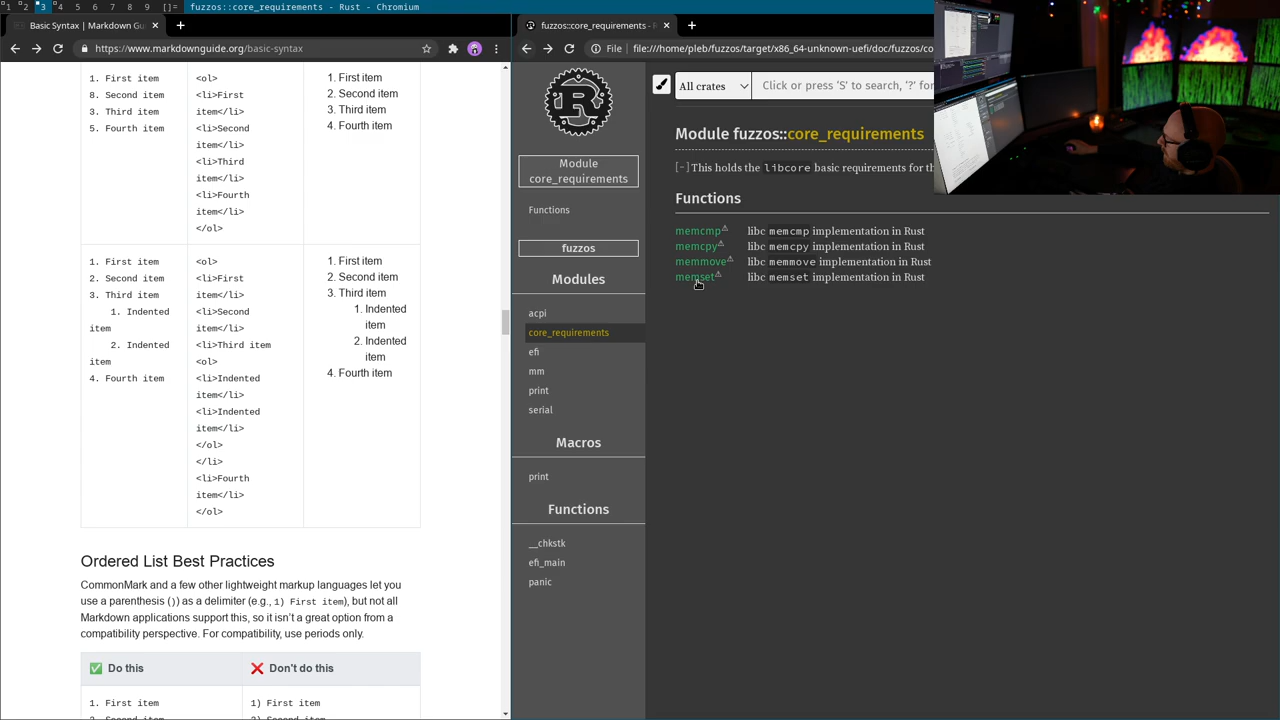 1 2 3 4 5 6 7 8 9 []= fuzzos::core_requirements - Rust - Chromium
Basic Syntax | Markdown Gu
https://www.markdownguide.org/basic-syntax
1. First item
8. Second item
3. Third item
5. Fourth item
<ol>
<li>First
item</li>
<li>Second
item</li>
<li>Third
item</li>
<li>Fourth
item</li>
</ol>
1. First item
2. Second item
3. Third item
4. Fourth item
1. First item
2. Second item
3. Third item
1. Indented
item
2. Indented
item
4. Fourth item
<ol>
<li>First
item</li>
<li>Second
item</li>
<li>Third item
<ol>
<li>Indented
item</li>
<li>Indented
item</li>
</ol>
</li>
<li>Fourth
item</li>
</ol>
1. First item
2. Second item
3. Third item
1. Indented
item
2. Indented
item
4. Fourth item
Ordered List Best Practices
CommonMark and a few other lightweight markup languages let you
use a parenthesis ()) as a delimiter (e.g., 1) First item), but not all
Markdown applications support this, so it isn't a great option from a
compatibility perspective. For compatibility, use periods only.
✅ Do this
❌ Don't do this
1. First item
1) First item
fuzzos::core_requirements - R
File file:///home/pleb/fuzzos/target/x86_64-unknown-uefi/doc/fuzzos/co
Module
core_requirements
Functions
fuzzos
Modules
acpi
core_requirements
efi
mm
print
serial
Macros
print
Functions
__chkstk
efi_main
panic
All crates
Click or press 'S' to search, '?' for
Module fuzzos::core_requirements
[-] This holds the libcore basic requirements for th
Functions
memcmp⚠ libc memcmp implementation in Rust
memcpy⚠ libc memcpy implementation in Rust
memmove⚠ libc memmove implementation in Rust
memset⚠ libc memset implementation in Rust